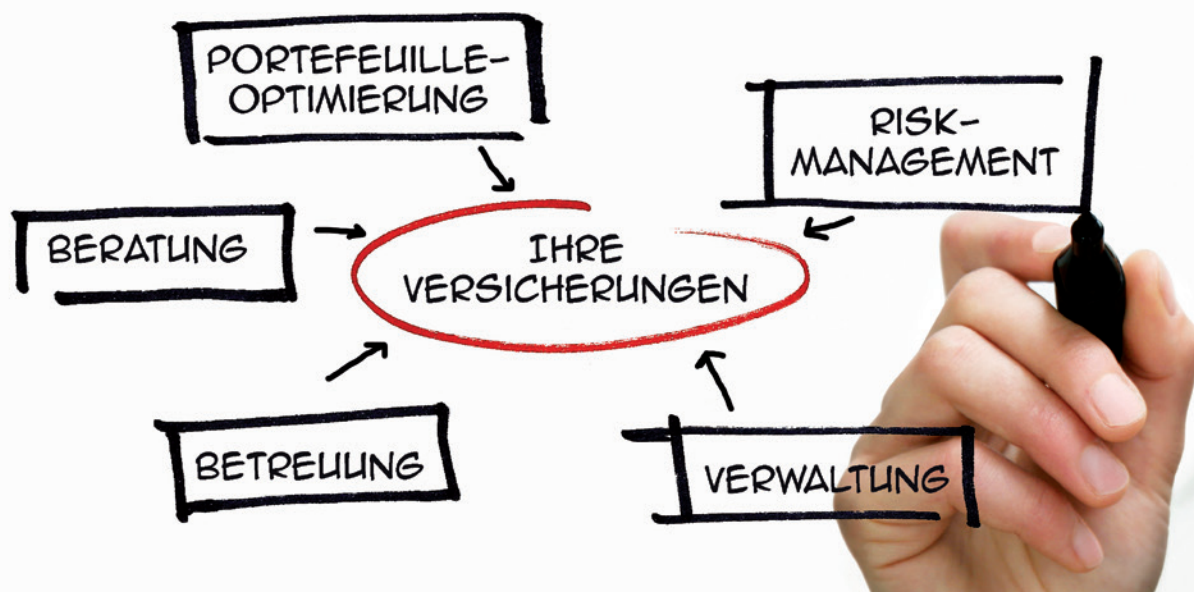 PORTEFEUILLE-
OPTIMIERUNG
RISK-
MANAGEMENT
BERATUNG
IHRE
VERSICHERUNGEN
BETREUUNG
VERWALTUNG